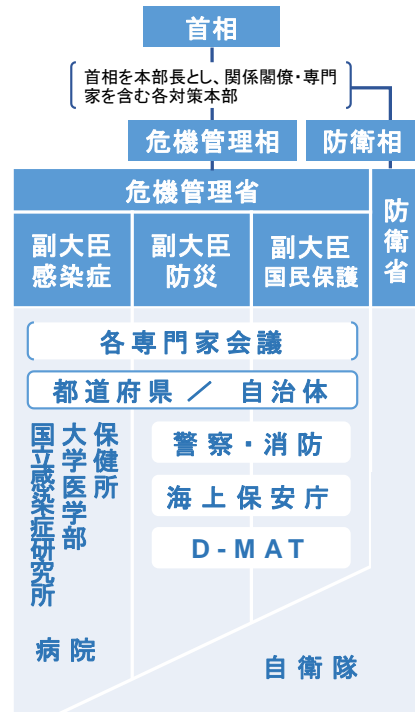 首相
首相を本部長とし、関係閣僚・専門
家を含む各対策本部
危機管理相
防衛相
危機管理省
防衛省
副大臣
感染症
副大臣
防災
副大臣
国民保護
各専門家会議
都道府県 ／ 自治体
保健所
大学医学部
国立感染症研究所
警察・消防
海上保安庁
D-MAT
病院
自衛隊